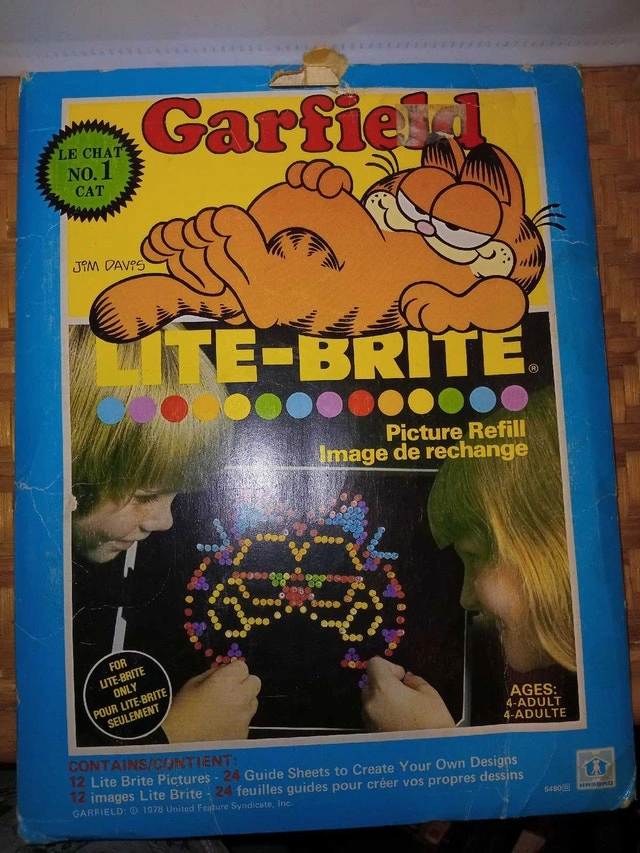 Garfield
LE CHAT
NO. 1
CAT
JIM DAVIS
LITE-BRITE®
Picture Refill
Image de rechange
FOR
LITE-BRITE
ONLY
POUR LITE-BRITE
SEULEMENT
AGES:
4-ADULT
4-ADULTE
CONTAINS/CONTIENT:
12 Lite Brite Pictures - 24 Guide Sheets to Create Your Own Designs
12 images Lite Brite - 24 feuilles guides pour créer vos propres dessins
GARFIELD: © 1978 United Feature Syndicate, Inc.
5480
HASBRO